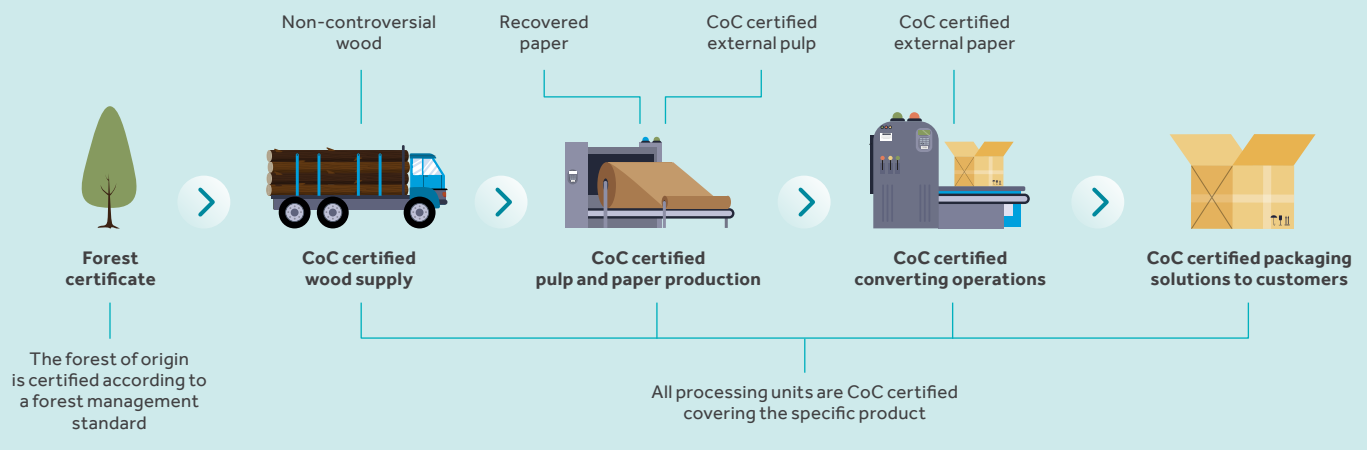 Non-controversial
wood
Recovered
paper
CoC certified
external pulp
CoC certified
external paper
Forest
certificate
CoC certified
wood supply
CoC certified
pulp and paper production
CoC certified
converting operations
CoC certified packaging
solutions to customers
The forest of origin
is certified according to
a forest management
standard
All processing units are CoC certified
covering the specific product